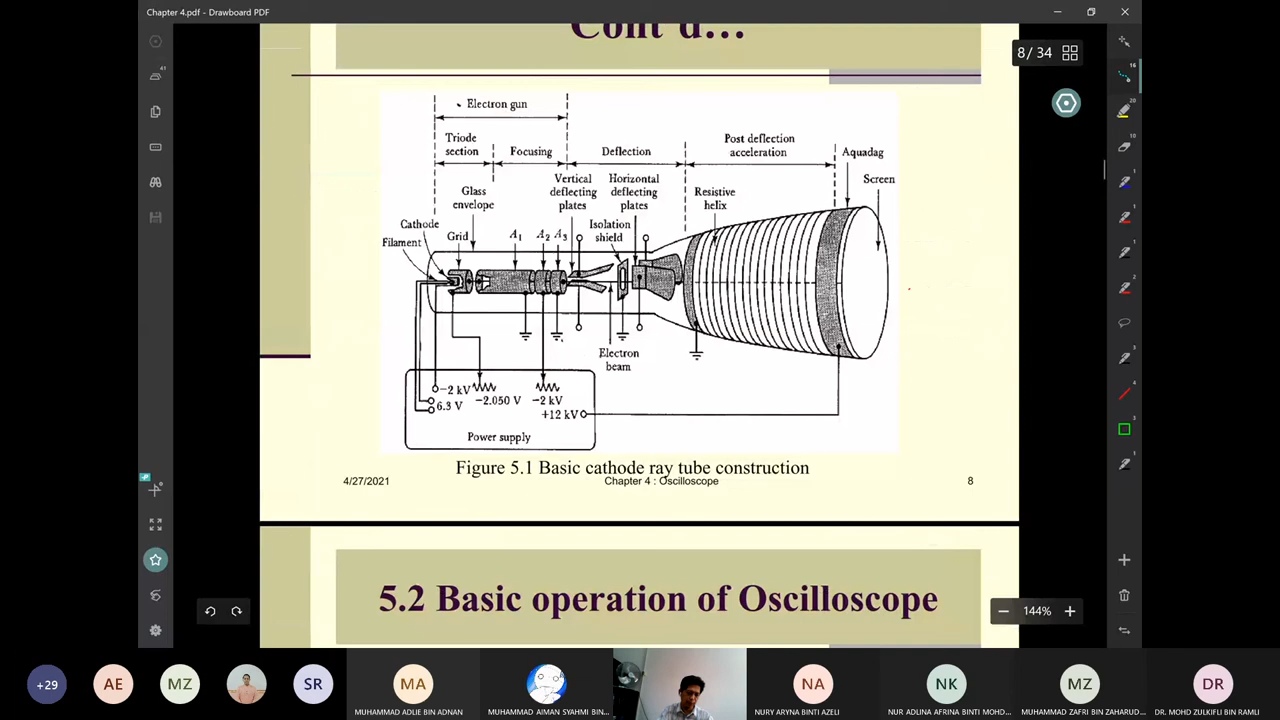 Chapter 4.pdf - Drawboard PDF
Cont'd...
8 / 34
Electron gun
Triode section
Focusing
Deflection
Post deflection acceleration
Aquadag
Screen
Glass envelope
Vertical deflecting plates
Horizontal deflecting plates
Resistive helix
Cathode
Filament
Grid
A1
A2
A3
Isolation shield
Electron beam
−2 kV
6.3 V
−2.050 V
−2 kV
+12 kV
Power supply
Figure 5.1 Basic cathode ray tube construction
4/27/2021
Chapter 4 : Oscilloscope
8
5.2 Basic operation of Oscilloscope
144%
+29
AE
MZ
SR
MA
NA
NK
MZ
DR
MUHAMMAD ADLIE BIN ADNAN
MUHAMMAD AIMAN SYAHMI BIN...
NURY ARYNA BINTI AZELI
NUR ADLINA AFRINA BINTI MOHD...
MUHAMMAD ZAFRI BIN ZAHARUD...
DR. MOHD ZULKIFLI BIN RAMLI